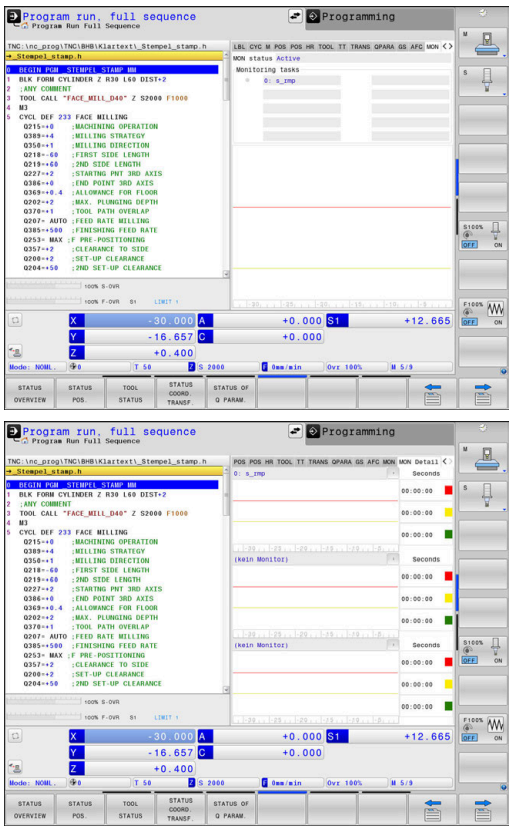 Program run, full sequence
Program Run Full Sequence
Programming
TNC:\nc_prog\TNC\BHB\Klartext\_Stempel_stamp.h
→_Stempel_stamp.h
LBL CYC M POS POS HR TOOL TT TRANS QPARA GS AFC MON
MON status Active
Monitoring tasks
0: s_rmp
0 BEGIN PGM _STEMPEL_STAMP MM
1 BLK FORM CYLINDER Z R30 L60 DIST+2
2 ;ANY COMMENT
3 TOOL CALL "FACE_MILL_D40" Z S2000 F1000
4 M3
5 CYCL DEF 233 FACE MILLING
Q215=+0 ;MACHINING OPERATION
Q389=+4 ;MILLING STRATEGY
Q350=+1 ;MILLING DIRECTION
Q218=-60 ;FIRST SIDE LENGTH
Q219=+60 ;2ND SIDE LENGTH
Q227=+2 ;STARTNG PNT 3RD AXIS
Q386=+0 ;END POINT 3RD AXIS
Q369=+0.4 ;ALLOWANCE FOR FLOOR
Q202=+2 ;MAX. PLUNGING DEPTH
Q370=+1 ;TOOL PATH OVERLAP
Q207= AUTO ;FEED RATE MILLING
Q385=+500 ;FINISHING FEED RATE
Q253= MAX ;F PRE-POSITIONING
Q357=+2 ;CLEARANCE TO SIDE
Q200=+2 ;SET-UP CLEARANCE
Q204=+50 ;2ND SET-UP CLEARANCE
100% S-OVR
100% F-OVR S1 LIMIT 1
X -30.000 A +0.000 S1 +12.665
Y -16.657 C +0.000
Z +0.400
Mode: NOML. 0 T 50 Z S 2000 F 0mm/min Ovr 100% M 5/9
STATUS OVERVIEW
STATUS POS.
TOOL STATUS
STATUS COORD. TRANSF.
STATUS OF Q PARAM.
M
S
S100%
OFF ON
F100%
OFF ON
Program run, full sequence
Program Run Full Sequence
Programming
TNC:\nc_prog\TNC\BHB\Klartext\_Stempel_stamp.h
→_Stempel_stamp.h
POS POS HR TOOL TT TRANS QPARA GS AFC MON MON Detail
0: s_rmp Seconds
00:00:00
00:00:00
00:00:00
(kein Monitor) Seconds
00:00:00
00:00:00
00:00:00
(kein Monitor) Seconds
00:00:00
00:00:00
00:00:00
0 BEGIN PGM _STEMPEL_STAMP MM
1 BLK FORM CYLINDER Z R30 L60 DIST+2
2 ;ANY COMMENT
3 TOOL CALL "FACE_MILL_D40" Z S2000 F1000
4 M3
5 CYCL DEF 233 FACE MILLING
Q215=+0 ;MACHINING OPERATION
Q389=+4 ;MILLING STRATEGY
Q350=+1 ;MILLING DIRECTION
Q218=-60 ;FIRST SIDE LENGTH
Q219=+60 ;2ND SIDE LENGTH
Q227=+2 ;STARTNG PNT 3RD AXIS
Q386=+0 ;END POINT 3RD AXIS
Q369=+0.4 ;ALLOWANCE FOR FLOOR
Q202=+2 ;MAX. PLUNGING DEPTH
Q370=+1 ;TOOL PATH OVERLAP
Q207= AUTO ;FEED RATE MILLING
Q385=+500 ;FINISHING FEED RATE
Q253= MAX ;F PRE-POSITIONING
Q357=+2 ;CLEARANCE TO SIDE
Q200=+2 ;SET-UP CLEARANCE
Q204=+50 ;2ND SET-UP CLEARANCE
100% S-OVR
100% F-OVR S1 LIMIT 1
X -30.000 A +0.000 S1 +12.665
Y -16.657 C +0.000
Z +0.400
Mode: NOML. 0 T 50 Z S 2000 F 0mm/min Ovr 100% M 5/9
STATUS OVERVIEW
STATUS POS.
TOOL STATUS
STATUS COORD. TRANSF.
STATUS OF Q PARAM.
M
S
S100%
OFF ON
F100%
OFF ON